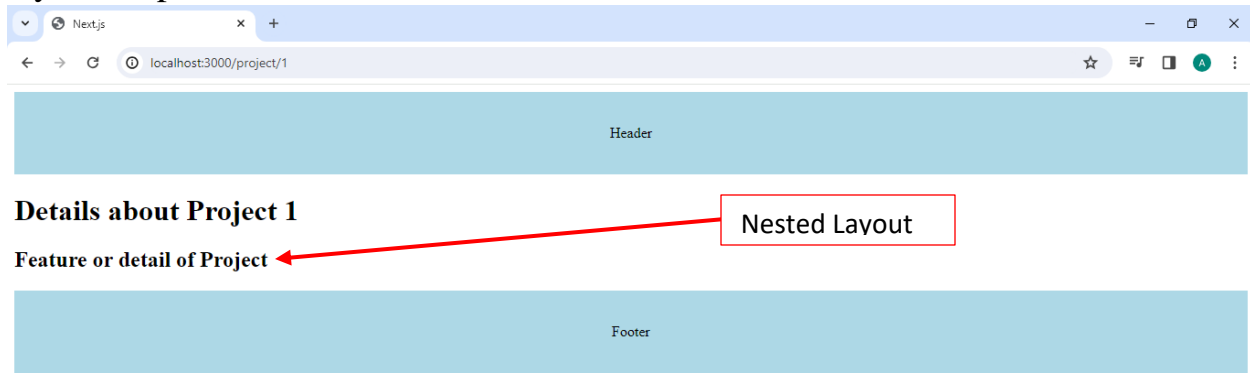 Next.js
localhost:3000/project/1
A
Header
Details about Project 1
Nested Layout
Feature or detail of Project
Footer